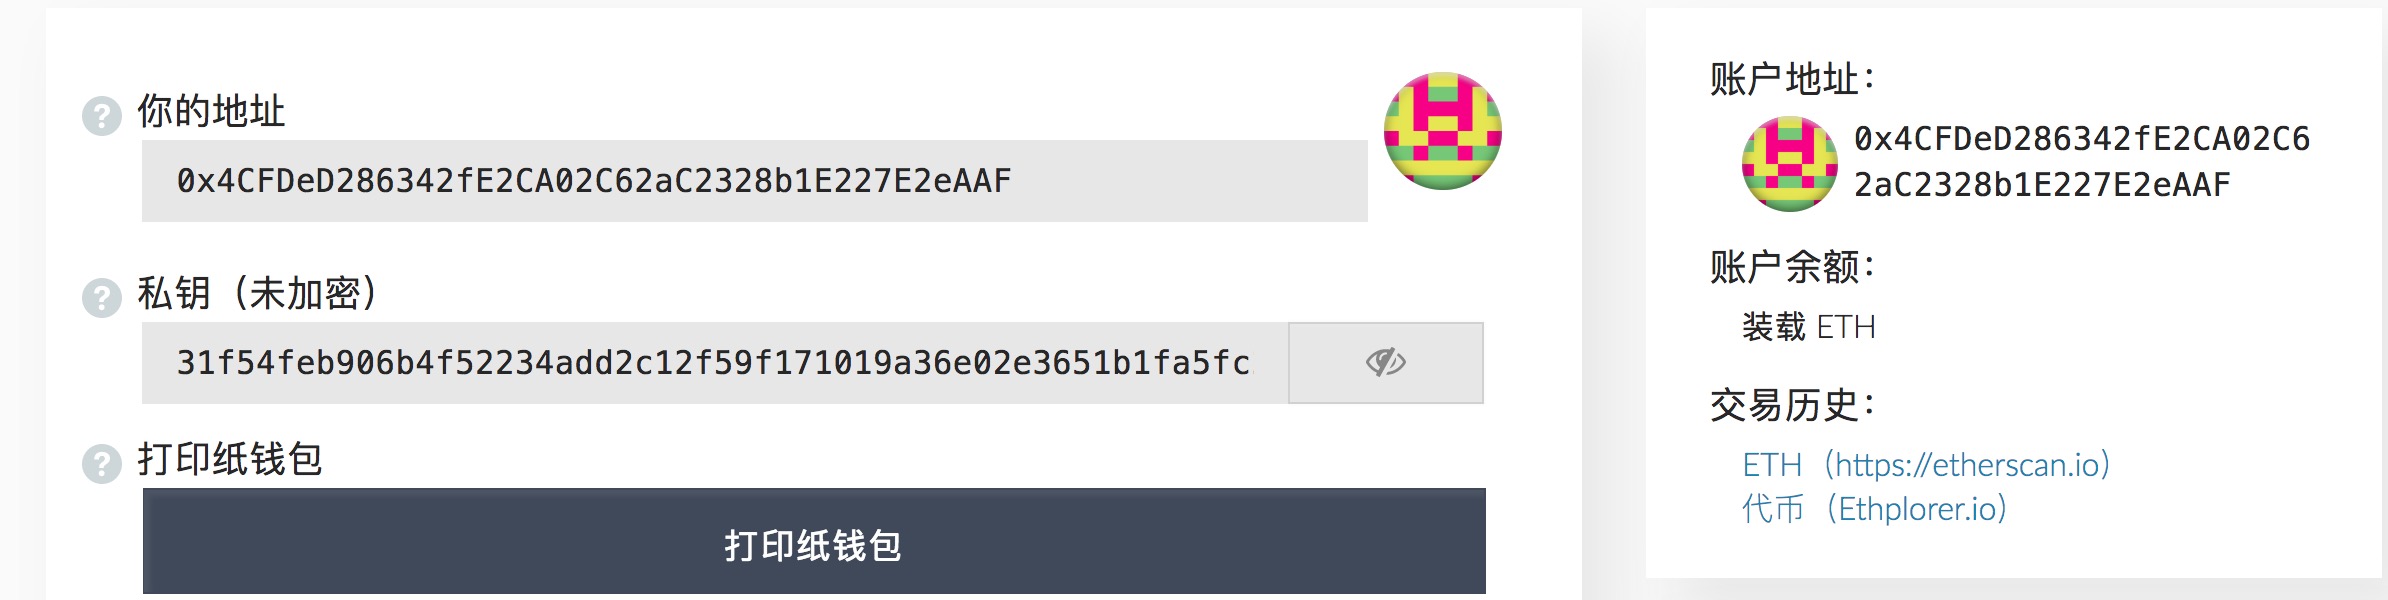 你的地址
0x4CFDeD286342fE2CA02C62aC2328b1E227E2eAAF
私钥（未加密）
31f54feb906b4f52234add2c12f59f171019a36e02e3651b1fa5fc
打印纸钱包
打印纸钱包
账户地址：
0x4CFDeD286342fE2CA02C6
2aC2328b1E227E2eAAF
账户余额：
装载 ETH
交易历史：
ETH（https://etherscan.io）
代币（Ethplorer.io）